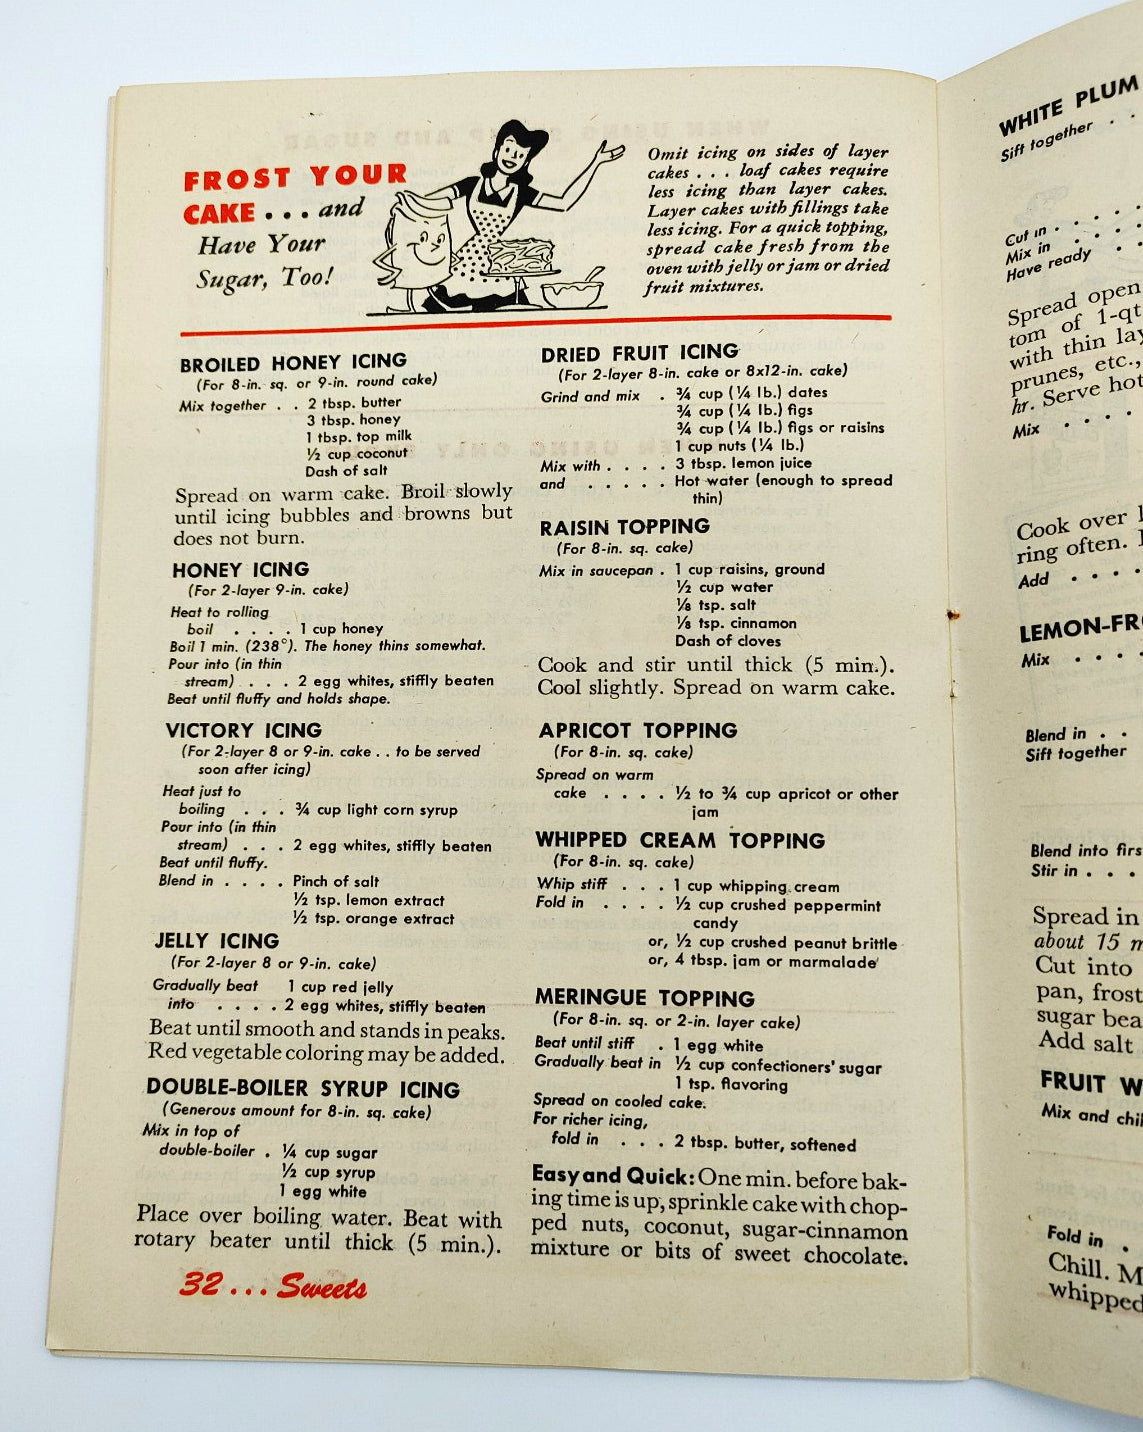 FROST YOUR
CAKE . . . and
Have Your
Sugar, Too!
Omit icing on sides of layer
cakes . . . loaf cakes require
less icing than layer cakes.
Layer cakes with fillings take
less icing. For a quick topping,
spread cake fresh from the
oven with jelly or jam or dried
fruit mixtures.
BROILED HONEY ICING
(For 8-in. sq. or 9-in. round cake)
Mix together . . 2 tbsp. butter
3 tbsp. honey
1 tbsp. top milk
½ cup coconut
Dash of salt
Spread on warm cake. Broil slowly
until icing bubbles and browns but
does not burn.
HONEY ICING
(For 2-layer 9-in. cake)
Heat to rolling
boil . . . . 1 cup honey
Boil 1 min. (238°). The honey thins somewhat.
Pour into (in thin
stream) . . . 2 egg whites, stiffly beaten
Beat until fluffy and holds shape.
VICTORY ICING
(For 2-layer 8 or 9-in. cake . . to be served
soon after icing)
Heat just to
boiling . . . ¾ cup light corn syrup
Pour into (in thin
stream) . . . 2 egg whites, stiffly beaten
Beat until fluffy.
Blend in . . . . Pinch of salt
½ tsp. lemon extract
½ tsp. orange extract
JELLY ICING
(For 2-layer 8 or 9-in. cake)
Gradually beat 1 cup red jelly
into . . . . 2 egg whites, stiffly beaten
Beat until smooth and stands in peaks.
Red vegetable coloring may be added.
DOUBLE-BOILER SYRUP ICING
(Generous amount for 8-in. sq. cake)
Mix in top of
double-boiler . ¼ cup sugar
½ cup syrup
1 egg white
Place over boiling water. Beat with
rotary beater until thick (5 min.).
32 . . . Sweets
DRIED FRUIT ICING
(For 2-layer 8-in. cake or 8x12-in. cake)
Grind and mix . ¾ cup (¼ lb.) dates
¾ cup (¼ lb.) figs
¾ cup (¼ lb.) figs or raisins
1 cup nuts (¼ lb.)
Mix with . . . . 3 tbsp. lemon juice
and . . . . . Hot water (enough to spread
thin)
RAISIN TOPPING
(For 8-in. sq. cake)
Mix in saucepan . 1 cup raisins, ground
½ cup water
⅛ tsp. salt
⅛ tsp. cinnamon
Dash of cloves
Cook and stir until thick (5 min.).
Cool slightly. Spread on warm cake.
APRICOT TOPPING
(For 8-in. sq. cake)
Spread on warm
cake . . . . ½ to ¾ cup apricot or other
jam
WHIPPED CREAM TOPPING
(For 8-in. sq. cake)
Whip stiff . . . 1 cup whipping cream
Fold in . . . . ½ cup crushed peppermint
candy
or, ½ cup crushed peanut brittle
or, 4 tbsp. jam or marmalade
MERINGUE TOPPING
(For 8-in. sq. or 2-in. layer cake)
Beat until stiff . 1 egg white
Gradually beat in ½ cup confectioners' sugar
1 tsp. flavoring
Spread on cooled cake.
For richer icing,
fold in . . . 2 tbsp. butter, softened
Easy and Quick: One min. before bak-
ing time is up, sprinkle cake with chop-
ped nuts, coconut, sugar-cinnamon
mixture or bits of sweet chocolate.
WHITE PLUM
Sift together . .
Cut in . . . .
Mix in . . . .
Have ready . .
Spread open
tom of 1-qt
with thin lay
prunes, etc.,
hr. Serve hot
Mix . . . .
Cook over l
ring often. I
Add . . . .
LEMON-FRO
Mix . . . .
Blend in . .
Sift together
Blend into firs
Stir in . . .
Spread in
about 15 m
Cut into
pan, frost
sugar bea
Add salt
FRUIT W
Mix and chi
Fold in .
Chill. M
whipped